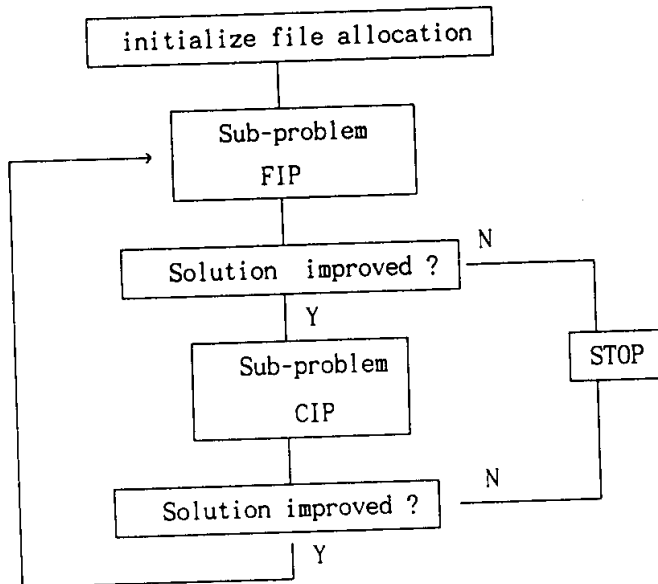 initialize file allocation
Sub-problem
FIP
N
Solution improved ?
Y
Sub-problem
STOP
CIP
N
Solution improved ?
Y